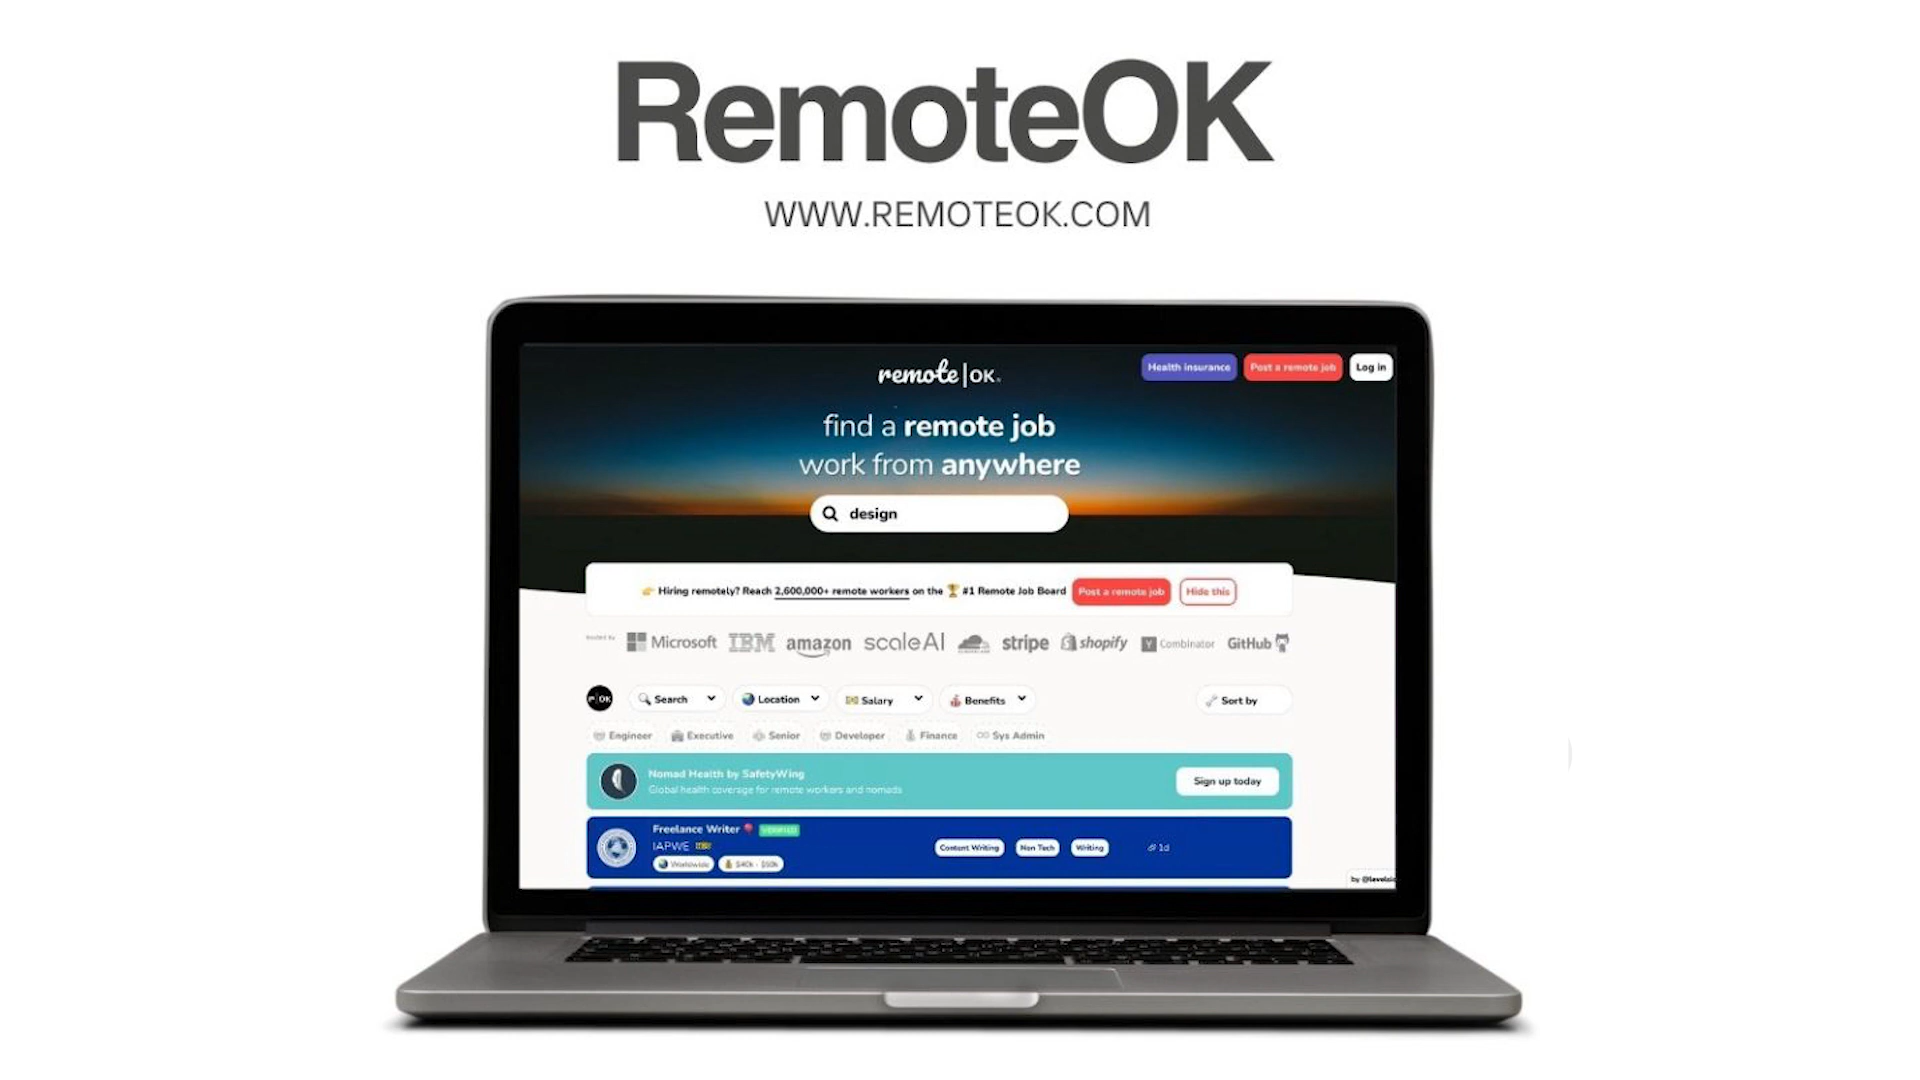 RemoteOK
WWW.REMOTEOK.COM
remote|OK
Health insurance
Post a remote job
Log in
find a remote job
work from anywhere
design
👉 Hiring remotely? Reach 2,600,000+ remote workers on the 🏆 #1 Remote Job Board
Post a remote job
Hide this
Microsoft IBM amazon scaleAI stripe shopify Y Combinator GitHub
Search
Location
Salary
Benefits
Sort by
Engineer
Executive
Senior
Developer
Finance
Sys Admin
Nomad Health by SafetyWing
Global health coverage for remote workers and nomads
Sign up today
Freelance Writer
VERIFIED
IAPWE
Worldwide
$40k - $50k
Content Writing
Non Tech
Writing
1d